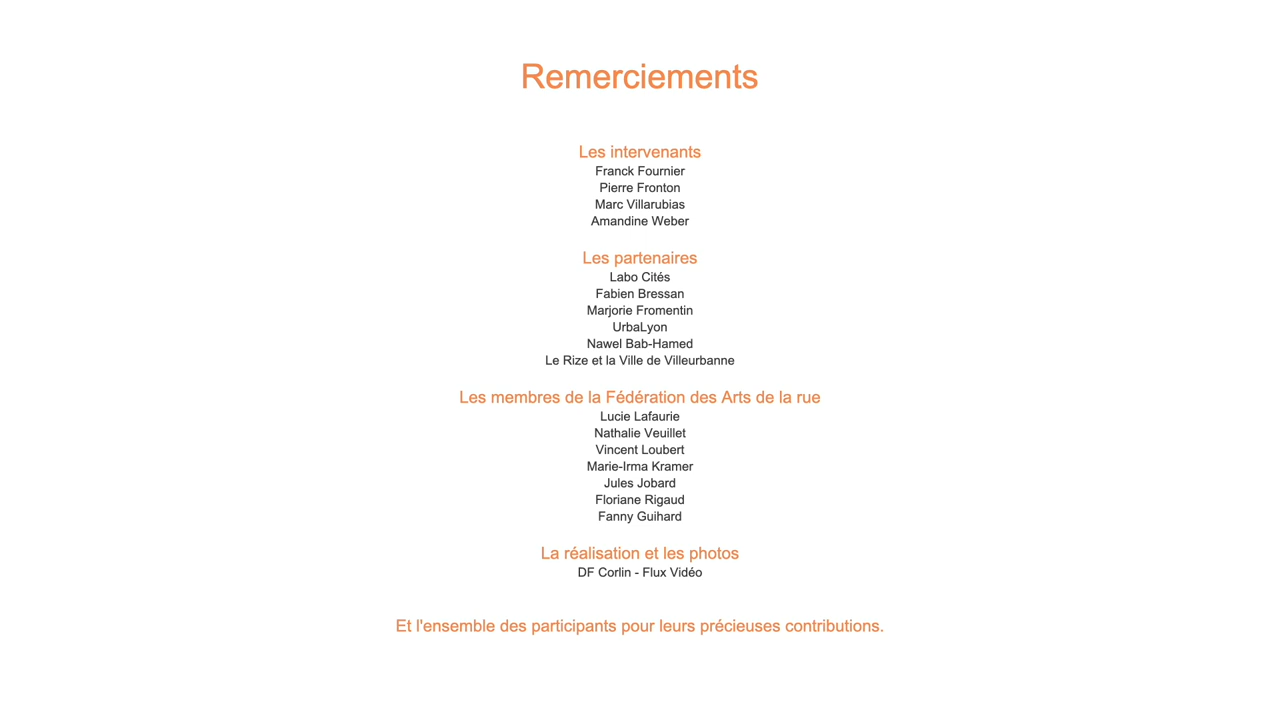 Remerciements
Les intervenants
Franck Fournier
Pierre Fronton
Marc Villarubias
Amandine Weber
Les partenaires
Labo Cités
Fabien Bressan
Marjorie Fromentin
UrbaLyon
Nawel Bab-Hamed
Le Rize et la Ville de Villeurbanne
Les membres de la Fédération des Arts de la rue
Lucie Lafaurie
Nathalie Veuillet
Vincent Loubert
Marie-Irma Kramer
Jules Jobard
Floriane Rigaud
Fanny Guihard
La réalisation et les photos
DF Corlin - Flux Vidéo
Et l'ensemble des participants pour leurs précieuses contributions.